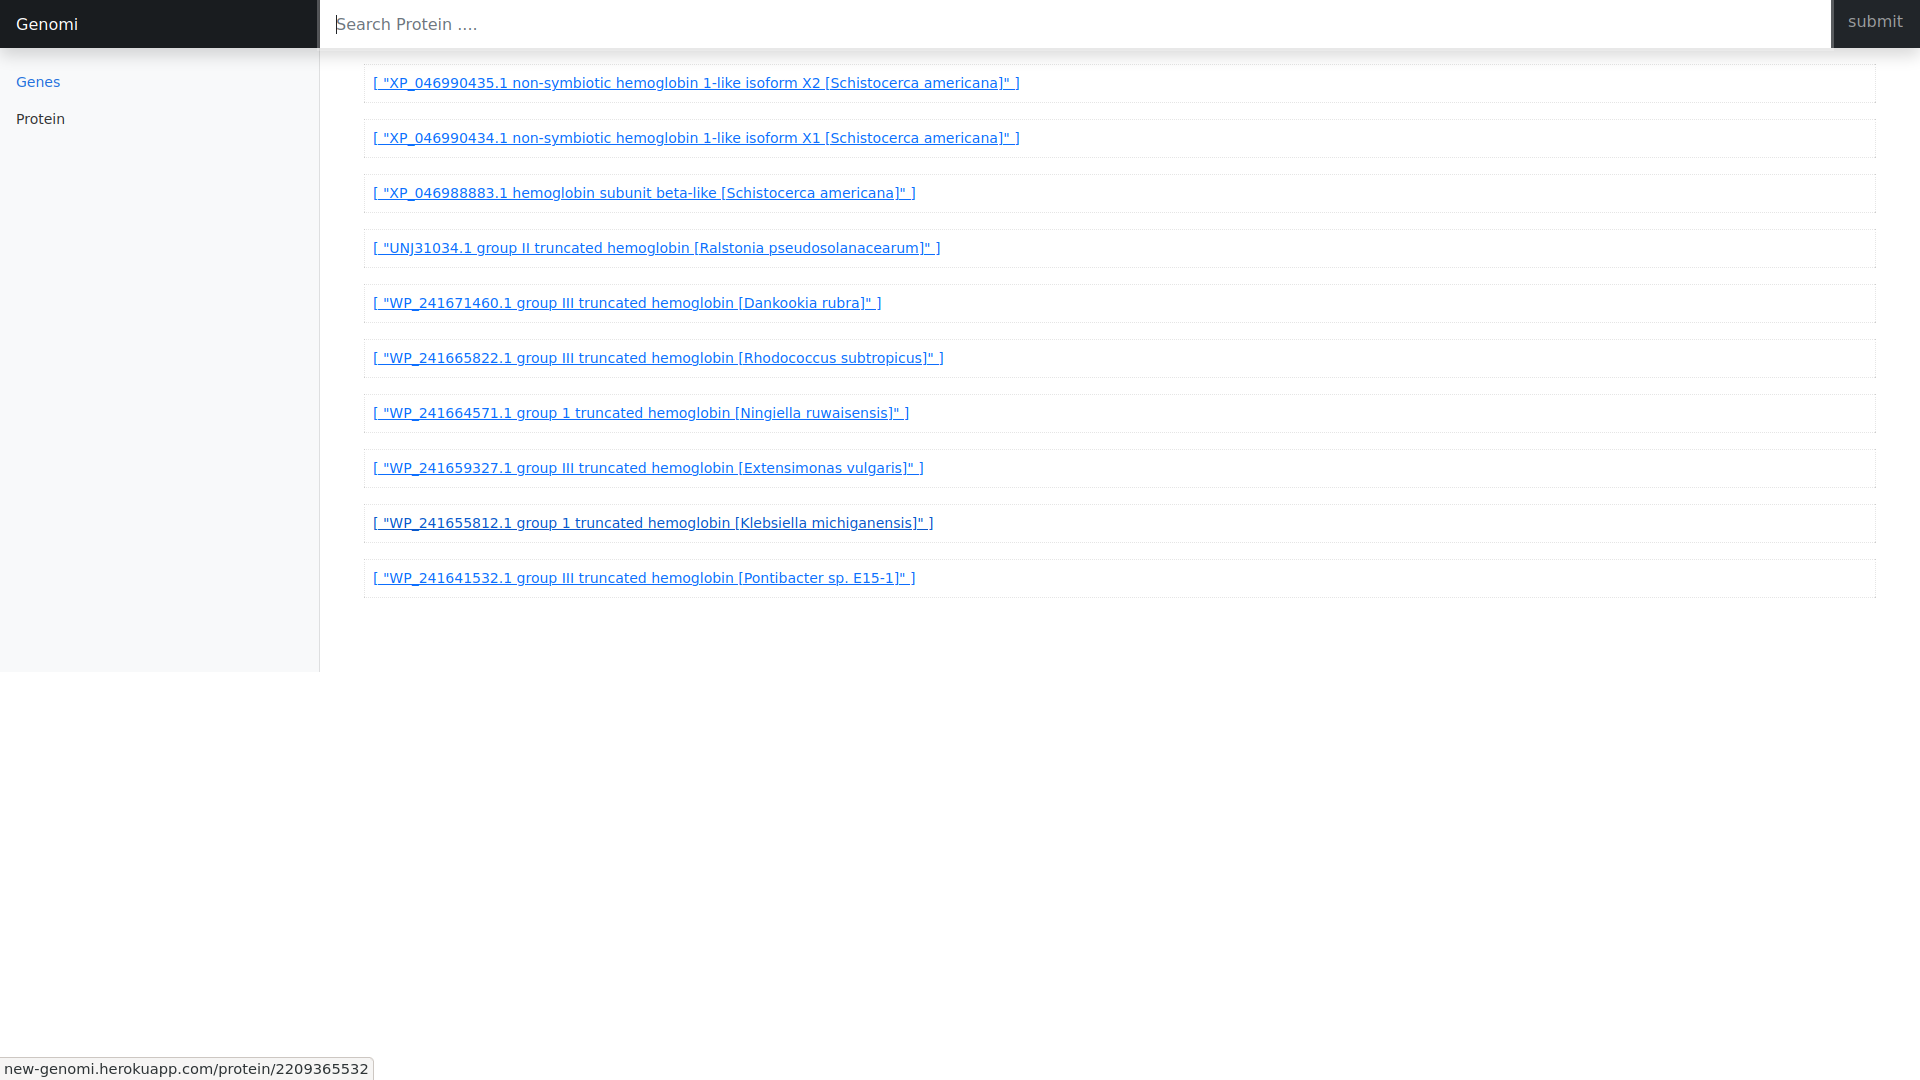 Genomi
Search Protein ....
submit
Genes
Protein
[ "XP_046990435.1 non-symbiotic hemoglobin 1-like isoform X2 [Schistocerca americana]" ]
[ "XP_046990434.1 non-symbiotic hemoglobin 1-like isoform X1 [Schistocerca americana]" ]
[ "XP_046988883.1 hemoglobin subunit beta-like [Schistocerca americana]" ]
[ "UNJ31034.1 group II truncated hemoglobin [Ralstonia pseudosolanacearum]" ]
[ "WP_241671460.1 group III truncated hemoglobin [Dankookia rubra]" ]
[ "WP_241665822.1 group III truncated hemoglobin [Rhodococcus subtropicus]" ]
[ "WP_241664571.1 group 1 truncated hemoglobin [Ningiella ruwaisensis]" ]
[ "WP_241659327.1 group III truncated hemoglobin [Extensimonas vulgaris]" ]
[ "WP_241655812.1 group 1 truncated hemoglobin [Klebsiella michiganensis]" ]
[ "WP_241641532.1 group III truncated hemoglobin [Pontibacter sp. E15-1]" ]
new-genomi.herokuapp.com/protein/2209365532